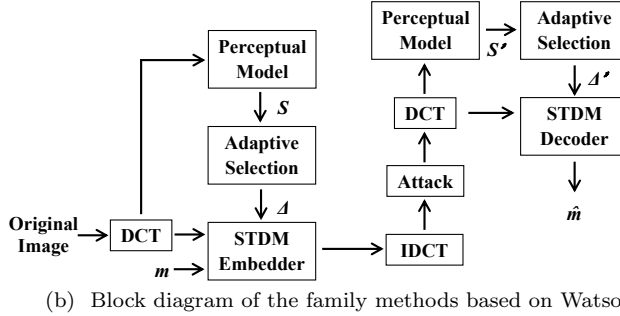 Perceptual
Model
S
Adaptive
Selection
Δ
Original
Image
DCT
STDM
Embedder
m
IDCT
Attack
DCT
Perceptual
Model
S′
Adaptive
Selection
Δ′
STDM
Decoder
m̂
(b) Block diagram of the family methods based on Watso